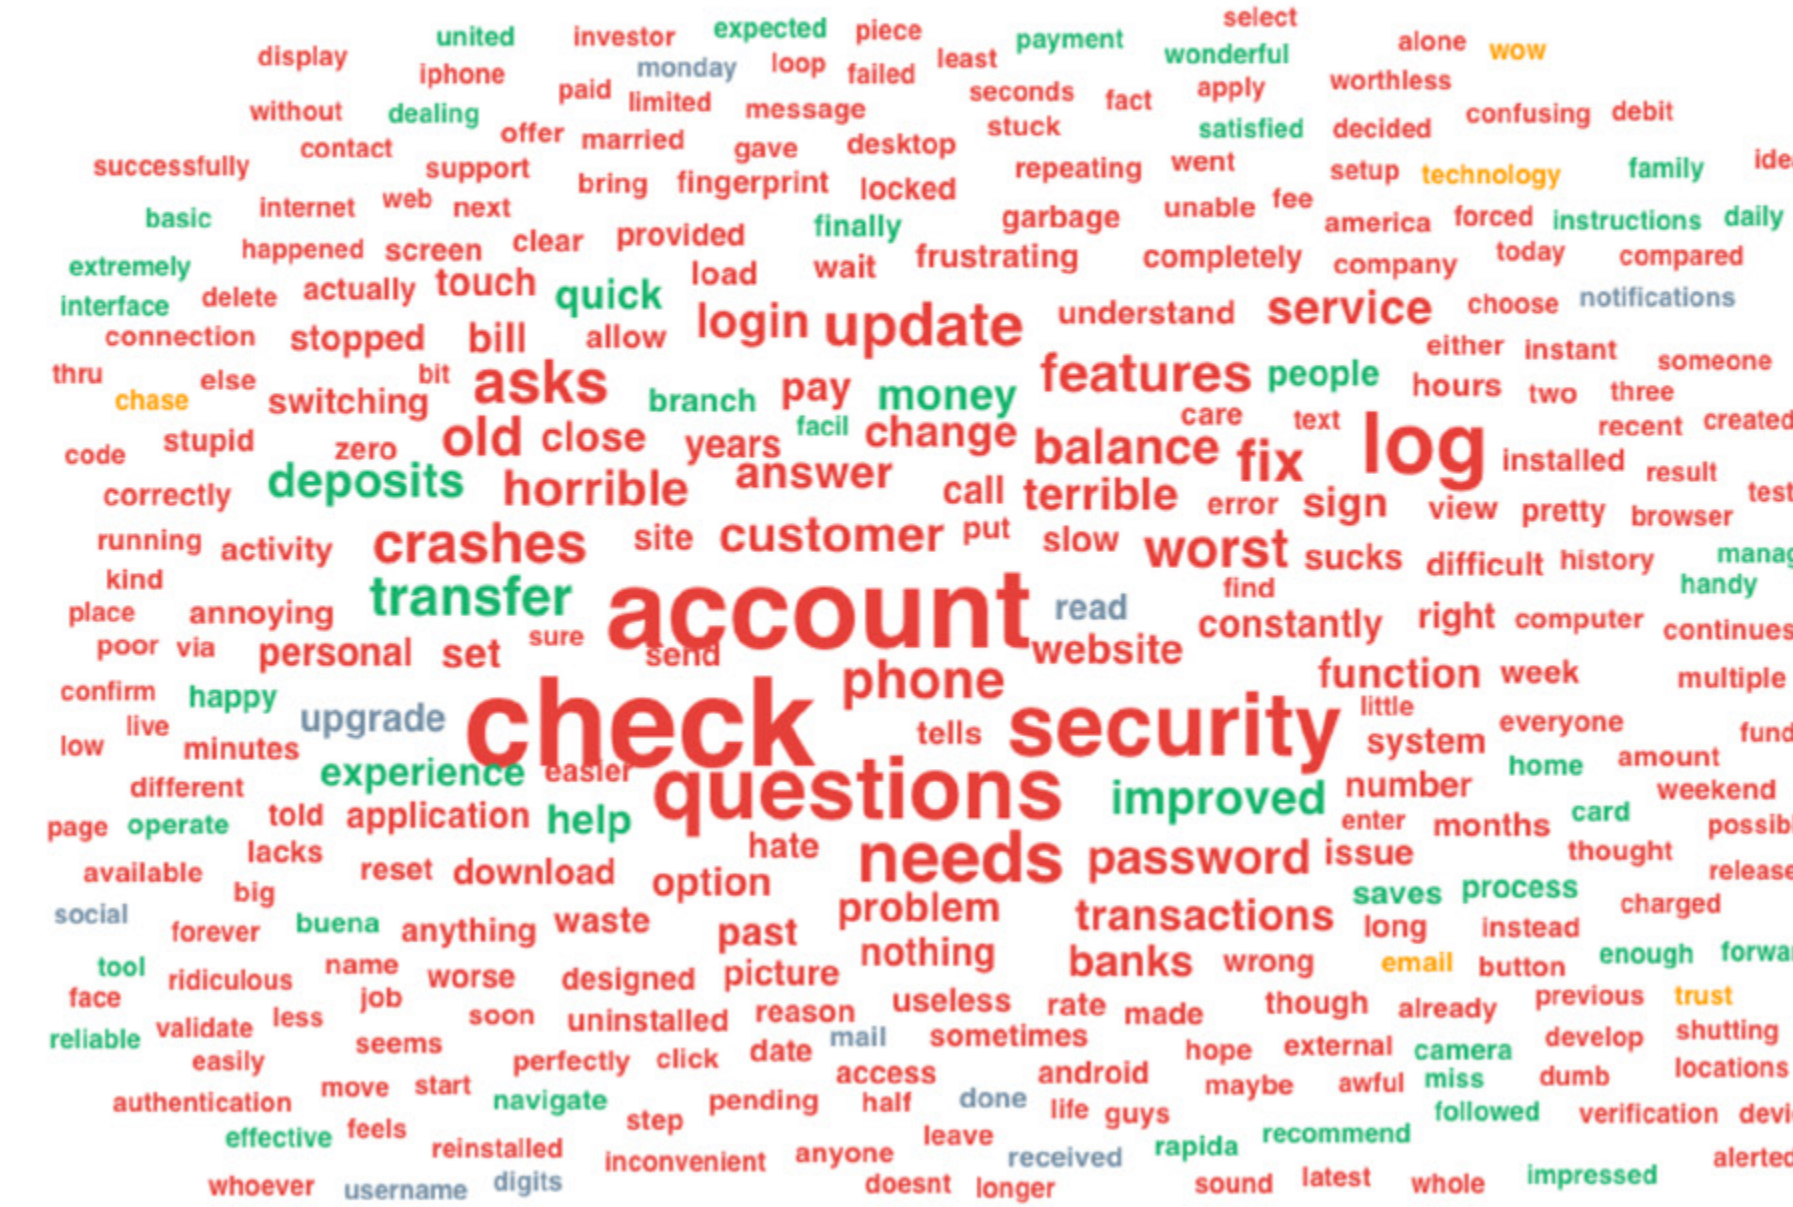 select
united investor expected piece payment alone wow
display iphone monday loop failed least wonderful
paid limited message seconds fact apply worthless
without dealing offer married gave desktop stuck satisfied decided confusing debit
successfully contact support bring fingerprint locked repeating went setup technology family
basic internet web next finally garbage unable fee america forced instructions daily
extremely happened screen clear provided load wait frustrating completely company today compared
interface delete actually touch quick login update understand service choose notifications
connection stopped bill allow either instant someone
thru chase else switching bit asks branch pay money features people hours two three
code stupid zero old close years facil change care text balance fix log recent created
deposits horrible answer installed result
correctly call terrible error sign view pretty browser
running activity crashes site customer put slow worst sucks difficult history
kind transfer account read find handy
place annoying constantly right computer continues
poor via personal set sure send website
confirm happy phone function week multiple
low live minutes upgrade check tells security little system everyone
different experience easier questions improved number home amount weekend
page operate told application help enter months card
available lacks big reset download option hate needs password issue thought
social forever buena anything waste past problem transactions saves process long instead charged
tool ridiculous name worse designed picture nothing banks wrong email button enough
face job less soon uninstalled reason useless rate made though already previous trust
reliable validate easily seems perfectly click date mail sometimes hope external camera develop shutting
authentication move start navigate pending access half done android maybe awful miss dumb locations
effective feels reinstalled step leave life guys rapida recommend followed verification
whoever username digits inconvenient anyone doesnt longer received sound latest whole impressed alerted